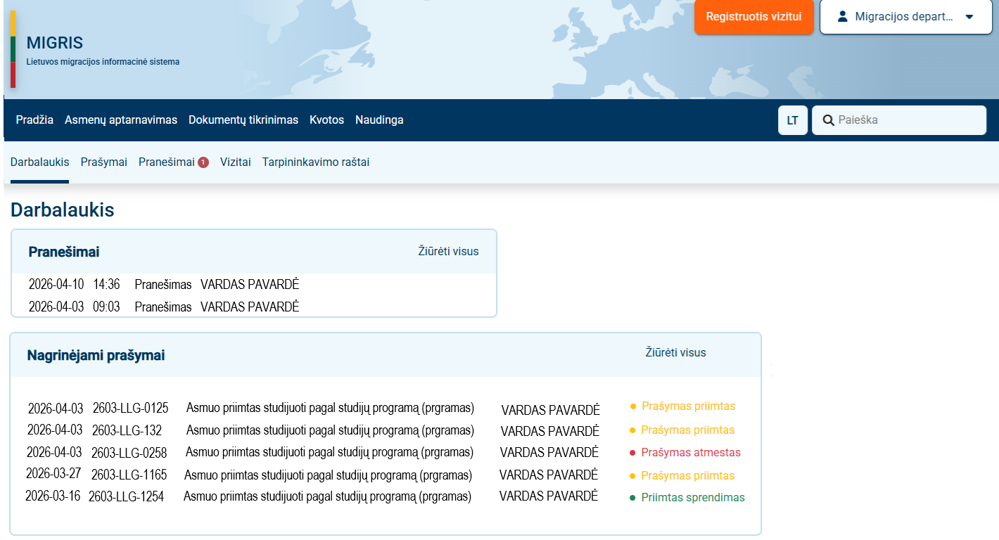 Registruotis vizitui
Migracijos depart...
MIGRIS
Lietuvos migracijos informacinė sistema
Pradžia Asmenų aptarnavimas Dokumentų tikrinimas Kvotos Naudinga
LT
Paieška
Darbalaukis Prašymai Pranešimai 1 Vizitai Tarpininkavimo raštai
Darbalaukis
Pranešimai Žiūrėti visus
2026-04-10 14:36 Pranešimas VARDAS PAVARDĖ
2026-04-03 09:03 Pranešimas VARDAS PAVARDĖ
Nagrinėjami prašymai Žiūrėti visus
2026-04-03 2603-LLG-0125 Asmuo priimtas studijuoti pagal studijų programą (prgramas) VARDAS PAVARDĖ Prašymas priimtas
2026-04-03 2603-LLG-132 Asmuo priimtas studijuoti pagal studijų programą (prgramas) VARDAS PAVARDĖ Prašymas priimtas
2026-04-03 2603-LLG-0258 Asmuo priimtas studijuoti pagal studijų programą (prgramas) VARDAS PAVARDĖ Prašymas atmestas
2026-03-27 2603-LLG-1165 Asmuo priimtas studijuoti pagal studijų programą (prgramas) VARDAS PAVARDĖ Prašymas priimtas
2026-03-16 2603-LLG-1254 Asmuo priimtas studijuoti pagal studijų programą (prgramas) VARDAS PAVARDĖ Priimtas sprendimas